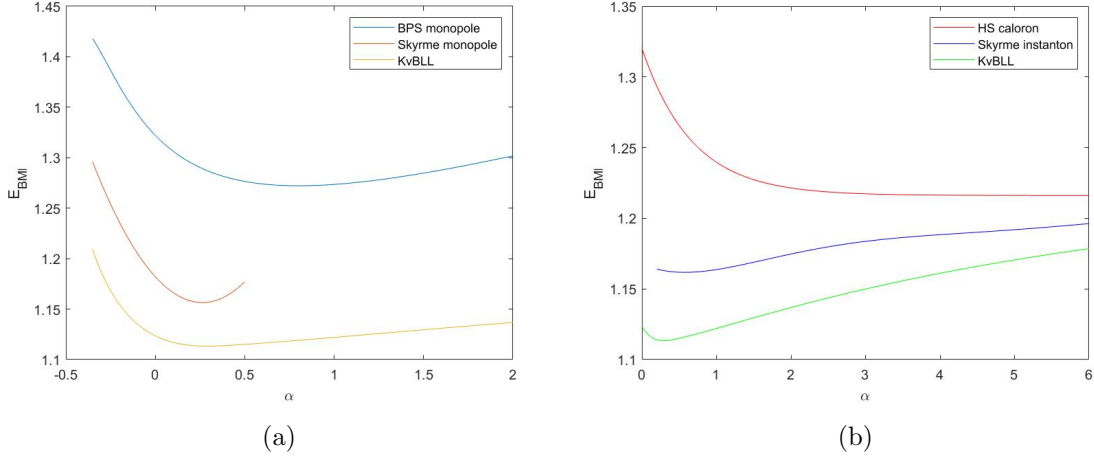 1.45
1.4
1.35
1.3
1.25
1.2
1.15
1.1
E_BMI
-0.5 0 0.5 1 1.5 2
α
BPS monopole
Skyrme monopole
KvBLL
(a)
1.35
1.3
1.25
1.2
1.15
1.1
E_BMI
0 1 2 3 4 5 6
α
HS caloron
Skyrme instanton
KvBLL
(b)